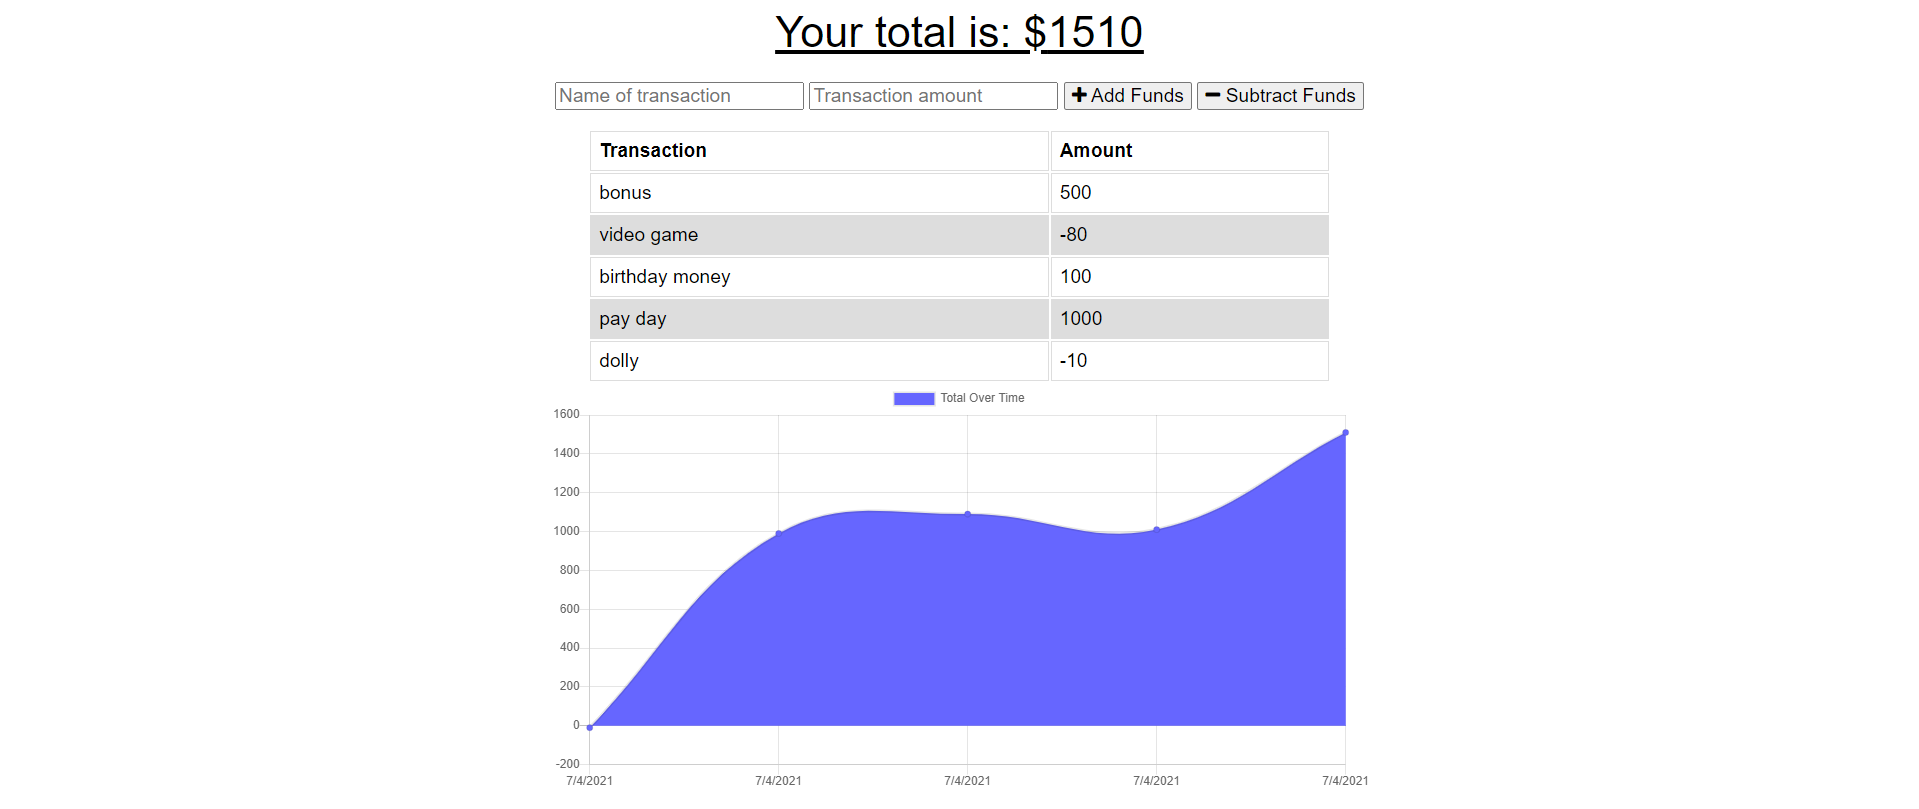 Your total is: $1510
Name of transaction Transaction amount Add Funds Subtract Funds
Transaction Amount
bonus 500
video game -80
birthday money 100
pay day 1000
dolly -10
Total Over Time
1600
1400
1200
1000
800
600
400
200
0
-200
7/4/2021 7/4/2021 7/4/2021 7/4/2021 7/4/2021